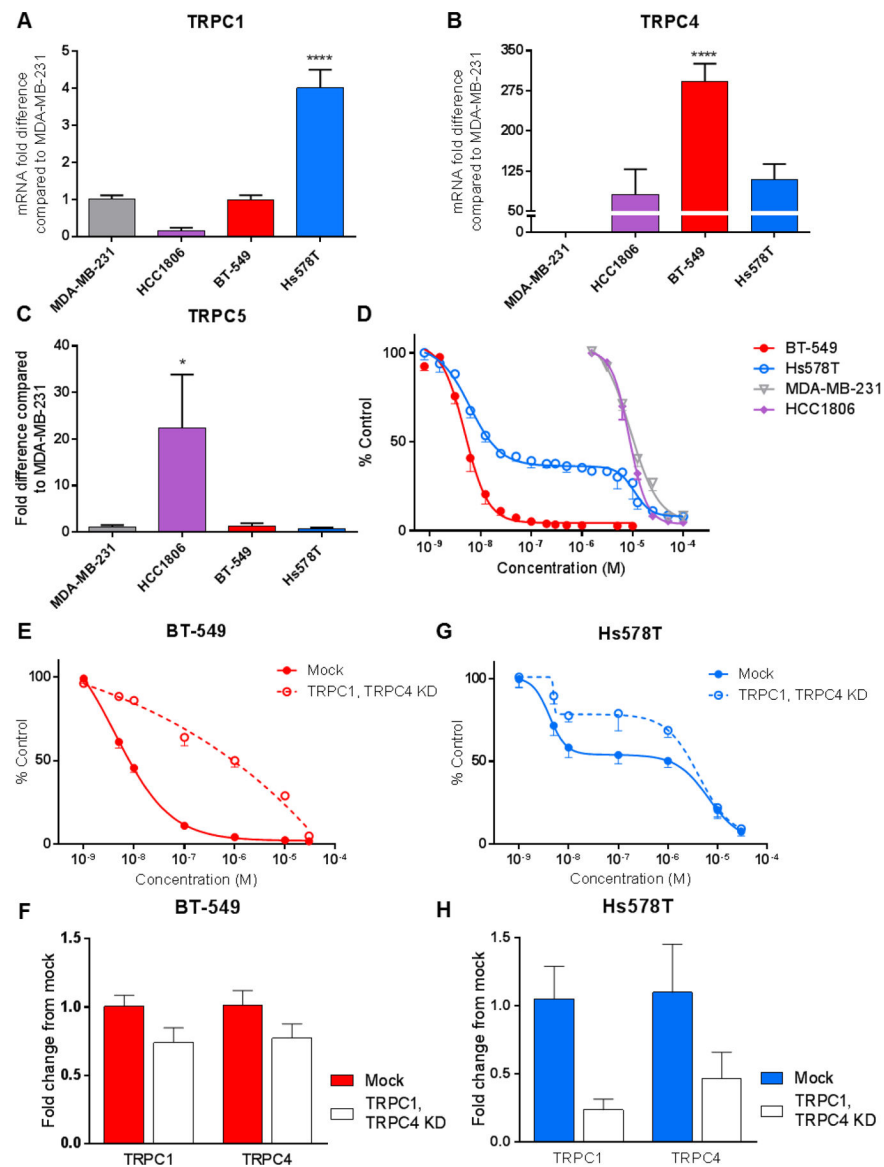 A
TRPC1
mRNA fold difference
compared to MDA-MB-231
5
4
3
2
1
0
****
MDA-MB-231
HCC1806
BT-549
Hs578T
B
TRPC4
mRNA fold difference
compared to MDA-MB-231
350
275
200
125
50
0
****
MDA-MB-231
HCC1806
BT-549
Hs578T
C
TRPC5
Fold difference compared
to MDA-MB-231
40
30
20
10
0
*
MDA-MB-231
HCC1806
BT-549
Hs578T
D
% Control
100
50
0
10-9
10-8
10-7
10-6
10-5
10-4
Concentration (M)
BT-549
Hs578T
MDA-MB-231
HCC1806
E
BT-549
% Control
100
50
0
10-9
10-8
10-7
10-6
10-5
10-4
Concentration (M)
Mock
TRPC1, TRPC4 KD
G
Hs578T
% Control
100
50
0
10-9
10-8
10-7
10-6
10-5
10-4
Concentration (M)
Mock
TRPC1, TRPC4 KD
F
BT-549
Fold change from mock
1.5
1.0
0.5
0.0
TRPC1
TRPC4
Mock
TRPC1,
TRPC4 KD
H
Hs578T
Fold change from mock
1.5
1.0
0.5
0.0
TRPC1
TRPC4
Mock
TRPC1,
TRPC4 KD